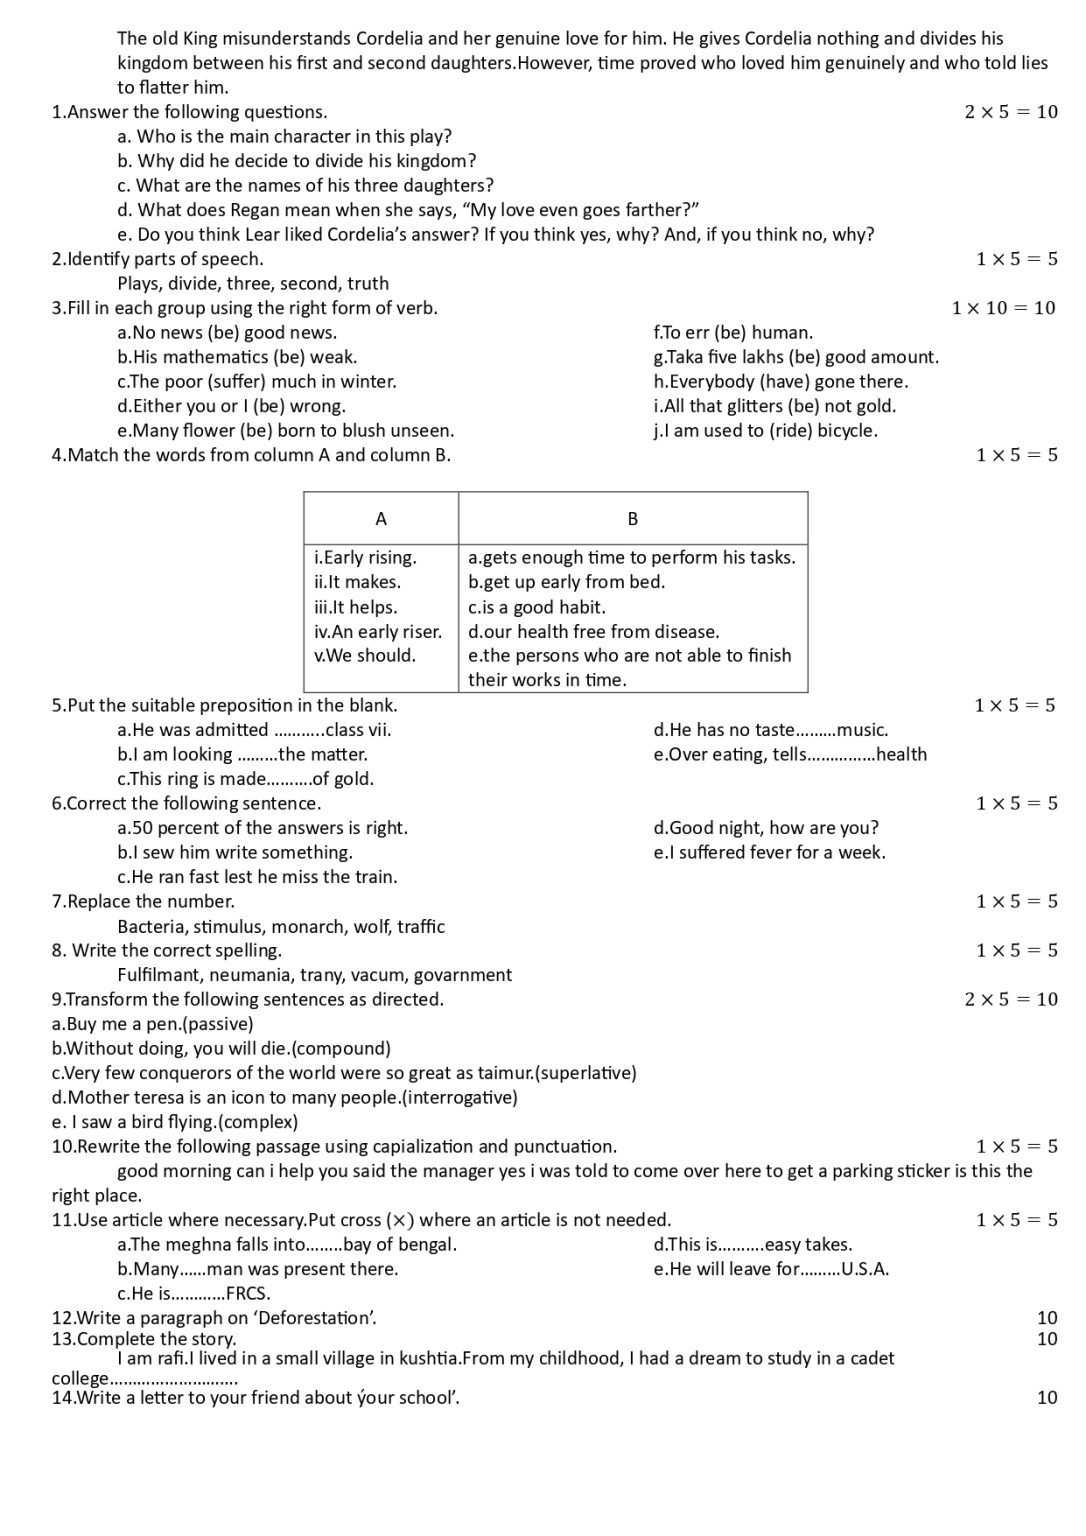 The old King misunderstands Cordelia and her genuine love for him. He gives Cordelia nothing and divides his
kingdom between his first and second daughters.However, time proved who loved him genuinely and who told lies
to flatter him.
1.Answer the following questions. 2 × 5 = 10
a. Who is the main character in this play?
b. Why did he decide to divide his kingdom?
c. What are the names of his three daughters?
d. What does Regan mean when she says, “My love even goes farther?”
e. Do you think Lear liked Cordelia’s answer? If you think yes, why? And, if you think no, why?
2.Identify parts of speech. 1 × 5 = 5
Plays, divide, three, second, truth
3.Fill in each group using the right form of verb. 1 × 10 = 10
a.No news (be) good news. f.To err (be) human.
b.His mathematics (be) weak. g.Taka five lakhs (be) good amount.
c.The poor (suffer) much in winter. h.Everybody (have) gone there.
d.Either you or I (be) wrong. i.All that glitters (be) not gold.
e.Many flower (be) born to blush unseen. j.I am used to (ride) bicycle.
4.Match the words from column A and column B. 1 × 5 = 5
A B
i.Early rising. a.gets enough time to perform his tasks.
ii.It makes. b.get up early from bed.
iii.It helps. c.is a good habit.
iv.An early riser. d.our health free from disease.
v.We should. e.the persons who are not able to finish
their works in time.
5.Put the suitable preposition in the blank. 1 × 5 = 5
a.He was admitted ...........class vii. d.He has no taste.........music.
b.I am looking .........the matter. e.Over eating, tells...............health
c.This ring is made..........of gold.
6.Correct the following sentence. 1 × 5 = 5
a.50 percent of the answers is right. d.Good night, how are you?
b.I sew him write something. e.I suffered fever for a week.
c.He ran fast lest he miss the train.
7.Replace the number. 1 × 5 = 5
Bacteria, stimulus, monarch, wolf, traffic
8. Write the correct spelling. 1 × 5 = 5
Fulfilmant, neumania, trany, vacum, govarnment
9.Transform the following sentences as directed. 2 × 5 = 10
a.Buy me a pen.(passive)
b.Without doing, you will die.(compound)
c.Very few conquerors of the world were so great as taimur.(superlative)
d.Mother teresa is an icon to many people.(interrogative)
e. I saw a bird flying.(complex)
10.Rewrite the following passage using capialization and punctuation. 1 × 5 = 5
good morning can i help you said the manager yes i was told to come over here to get a parking sticker is this the
right place.
11.Use article where necessary.Put cross (×) where an article is not needed. 1 × 5 = 5
a.The meghna falls into........bay of bengal. d.This is..........easy takes.
b.Many......man was present there. e.He will leave for.........U.S.A.
c.He is............FRCS.
12.Write a paragraph on ‘Deforestation’. 10
13.Complete the story. 10
I am rafi.I lived in a small village in kushtia.From my childhood, I had a dream to study in a cadet
college............................
14.Write a letter to your friend about ýour school’. 10